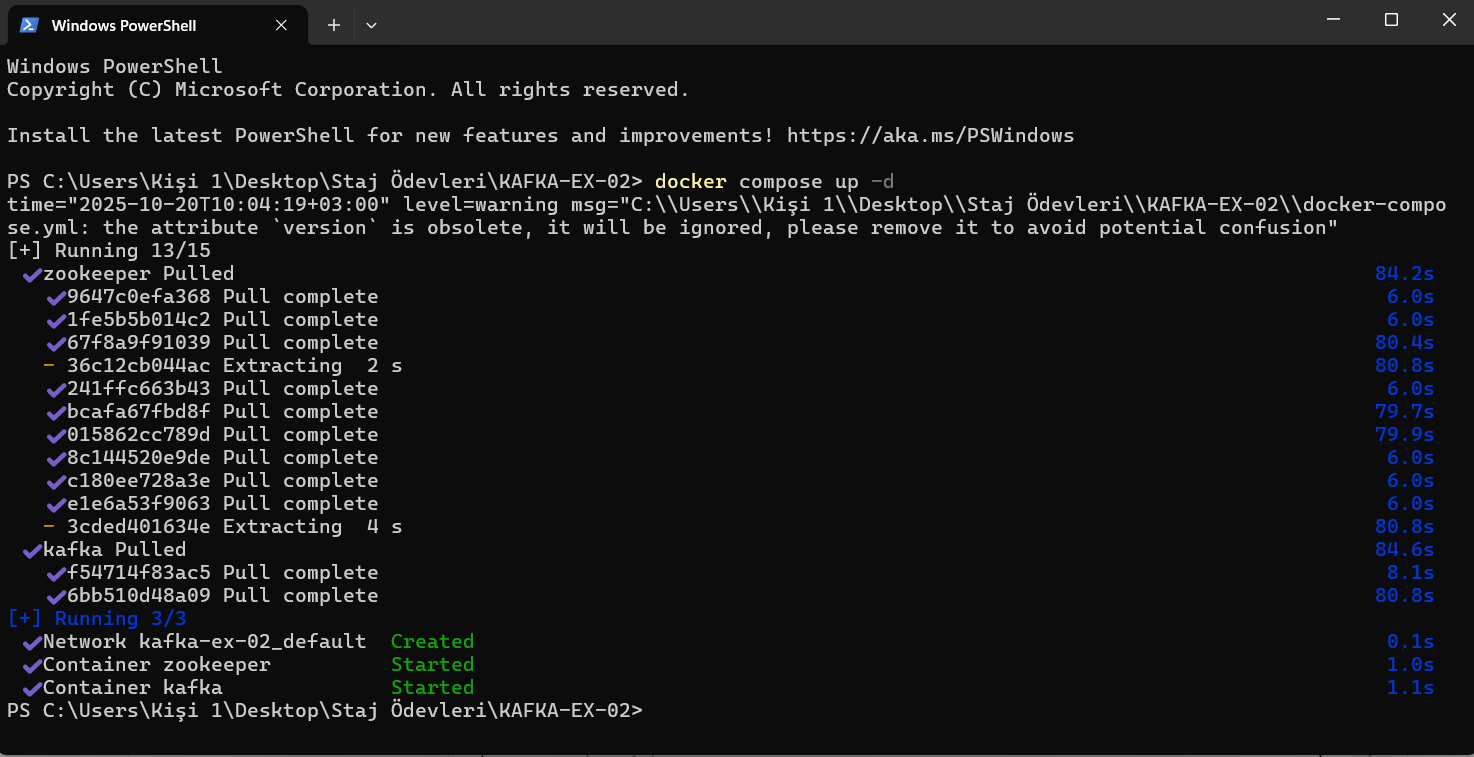 Windows PowerShell
Windows PowerShell
Copyright (C) Microsoft Corporation. All rights reserved.
Install the latest PowerShell for new features and improvements! https://aka.ms/PSWindows
PS C:\Users\Kişi 1\Desktop\Staj Ödevleri\KAFKA-EX-02> docker compose up -d
time="2025-10-20T10:04:19+03:00" level=warning msg="C:\\Users\\Kişi 1\\Desktop\\Staj Ödevleri\\KAFKA-EX-02\\docker-compo
se.yml: the attribute `version` is obsolete, it will be ignored, please remove it to avoid potential confusion"
[+] Running 13/15
✔zookeeper Pulled 84.2s
✔9647c0efa368 Pull complete 6.0s
✔1fe5b5b014c2 Pull complete 6.0s
✔67f8a9f91039 Pull complete 80.4s
- 36c12cb044ac Extracting 2 s 80.8s
✔241ffc663b43 Pull complete 6.0s
✔bcafa67fbd8f Pull complete 79.7s
✔015862cc789d Pull complete 79.9s
✔8c144520e9de Pull complete 6.0s
✔c180ee728a3e Pull complete 6.0s
✔e1e6a53f9063 Pull complete 6.0s
- 3cded401634e Extracting 4 s 80.8s
✔kafka Pulled 84.6s
✔f54714f83ac5 Pull complete 8.1s
✔6bb510d48a09 Pull complete 80.8s
[+] Running 3/3
✔Network kafka-ex-02_default Created 0.1s
✔Container zookeeper Started 1.0s
✔Container kafka Started 1.1s
PS C:\Users\Kişi 1\Desktop\Staj Ödevleri\KAFKA-EX-02>